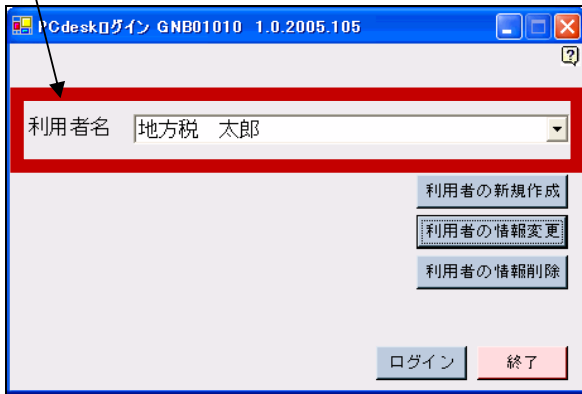 PCdeskログイン GNB01010 1.0.2005.105
利用者名 地方税 太郎
利用者の新規作成
利用者の情報変更
利用者の情報削除
ログイン 終了